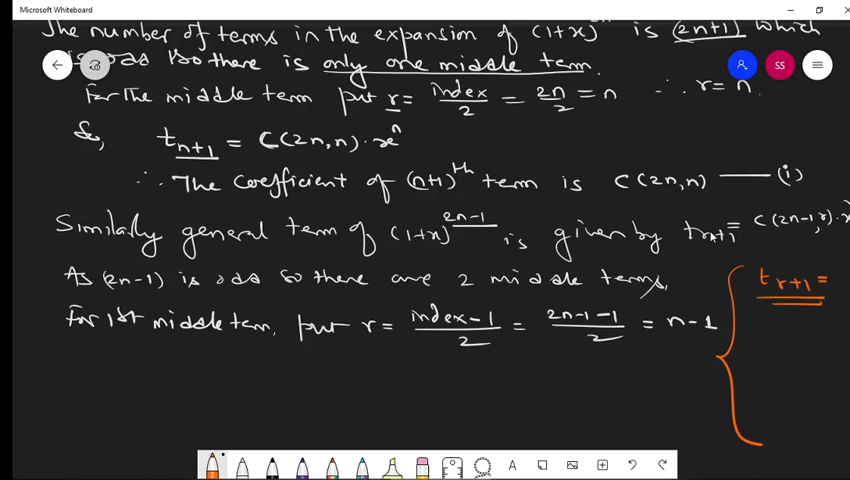 Microsoft Whiteboard
The number of terms in the expansion of (1+x)^2n is (2n+1) which
is odd so there is only one middle term.
For the middle term put r = index/2 = 2n/2 = n ∴ r = n.
So, t_n+1 = C(2n,n)·x^n
∴ The coefficient of (n+1)^th term is C(2n,n) —— (i)
Similarly general term of (1+x)^2n-1 is given by t_r+1 = C(2n-1,r)·x
As (2n-1) is odd so there are 2 middle terms,
For 1st middle term, put r = index-1/2 = 2n-1-1/2 = n-1
t_r+1 =
SS
A